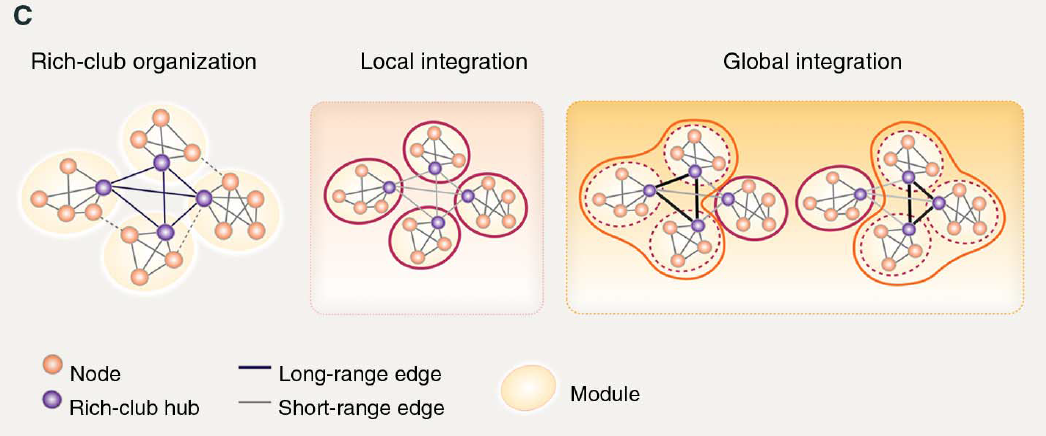 C
Rich-club organization
Local integration
Global integration
Node
Rich-club hub
Long-range edge
Short-range edge
Module